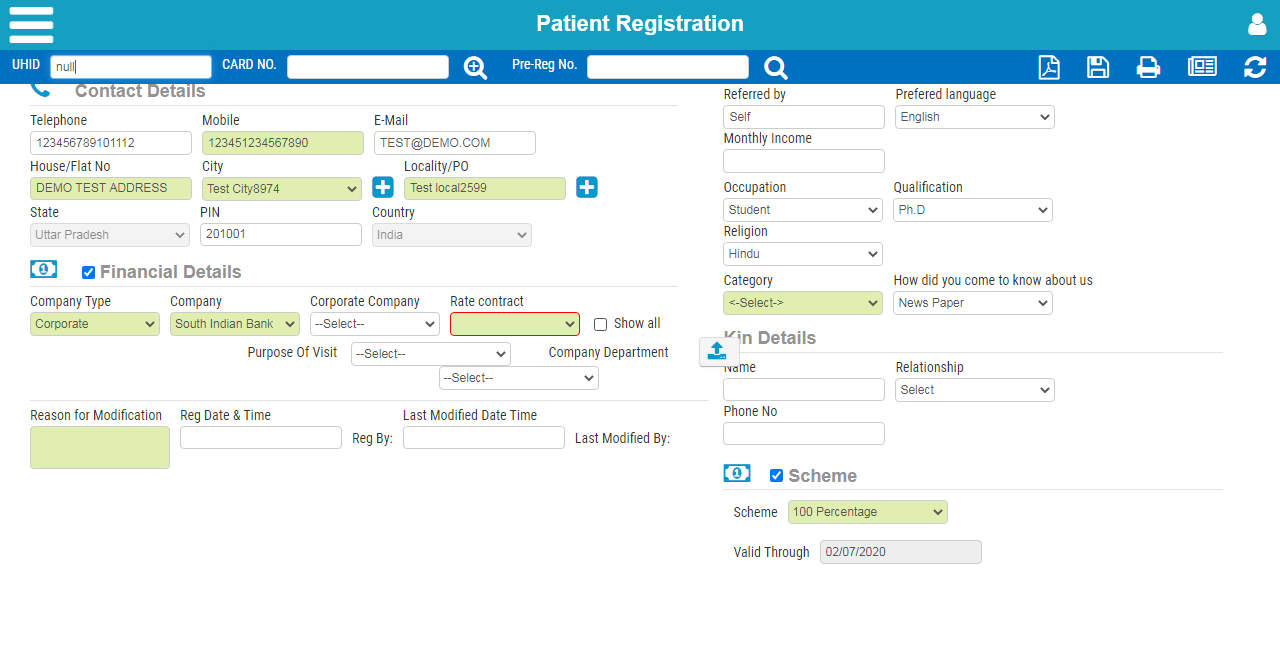 Patient Registration
UHID null CARD NO. Pre-Reg No.
Contact Details
Telephone Mobile E-Mail
123456789101112 123451234567890 TEST@DEMO.COM
House/Flat No City Locality/PO
DEMO TEST ADDRESS Test City8974 Test local2599
State PIN Country
Uttar Pradesh 201001 India
Financial Details
Company Type Company Corporate Company Rate contract
Corporate South Indian Bank --Select-- Show all
Purpose Of Visit --Select-- Company Department
--Select--
Reason for Modification Reg Date & Time Last Modified Date Time
Reg By: Last Modified By:
Referred by Prefered language
Self English
Monthly Income
Occupation Qualification
Student Ph.D
Religion
Hindu
Category How did you come to know about us
<-Select-> News Paper
Kin Details
Name Relationship
Select
Phone No
Scheme
Scheme 100 Percentage
Valid Through 02/07/2020